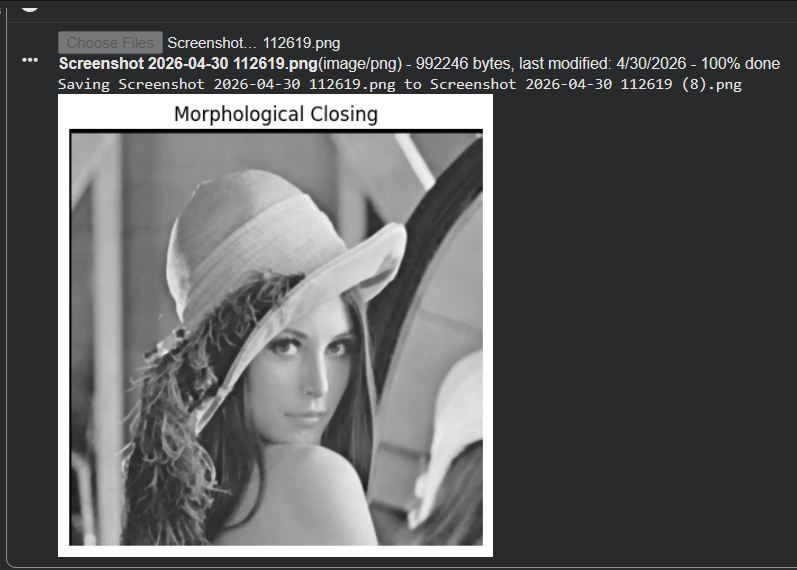 Choose Files Screenshot... 112619.png
Screenshot 2026-04-30 112619.png(image/png) - 992246 bytes, last modified: 4/30/2026 - 100% done
Saving Screenshot 2026-04-30 112619.png to Screenshot 2026-04-30 112619 (8).png
Morphological Closing